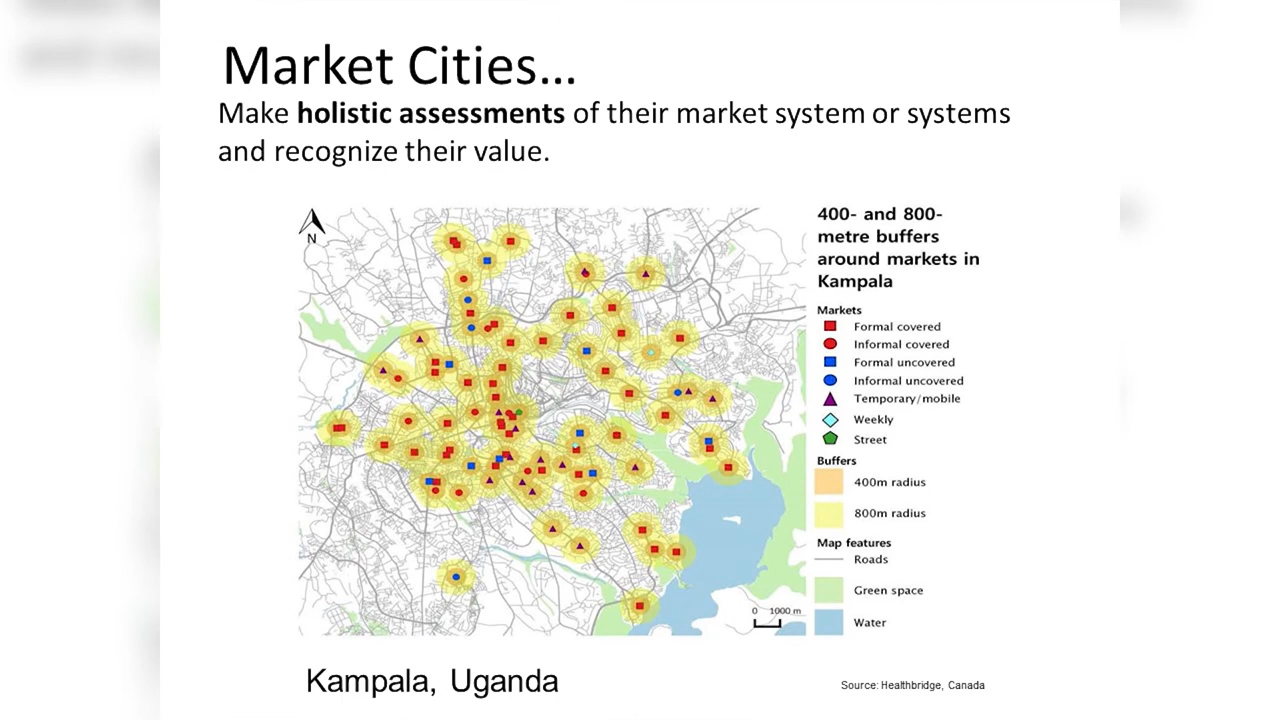 Market Cities...
Make holistic assessments of their market system or systems
and recognize their value.
N
400- and 800-
metre buffers
around markets in
Kampala
Markets
Formal covered
Informal covered
Formal uncovered
Informal uncovered
Temporary/mobile
Weekly
Street
Buffers
400m radius
800m radius
Map features
Roads
Green space
Water
0 1000 m
Kampala, Uganda
Source: Healthbridge, Canada